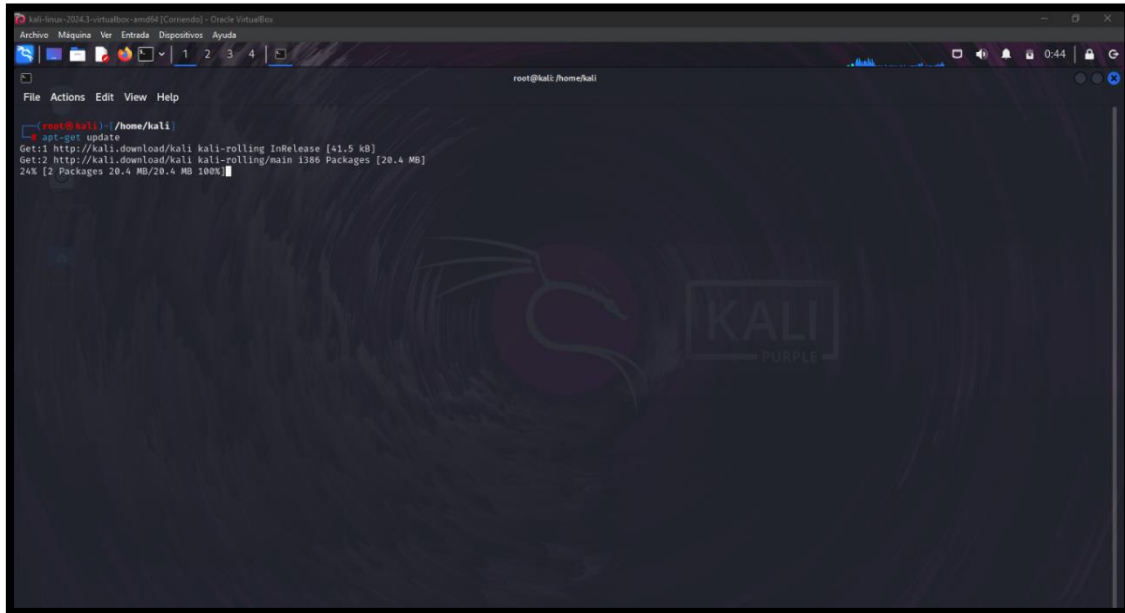 kali-linux-2024.3-virtualbox-amd64 [Corriendo] - Oracle VirtualBox
Archivo Máquina Ver Entrada Dispositivos Ayuda
1 2 3 4 0:44
root@kali: /home/kali
File Actions Edit View Help
(root㉿kali)-[/home/kali]
# apt-get update
Get:1 http://kali.download/kali kali-rolling InRelease [41.5 kB]
Get:2 http://kali.download/kali kali-rolling/main i386 Packages [20.4 MB]
24% [2 Packages 20.4 MB/20.4 MB 100%]
KALI
PURPLE